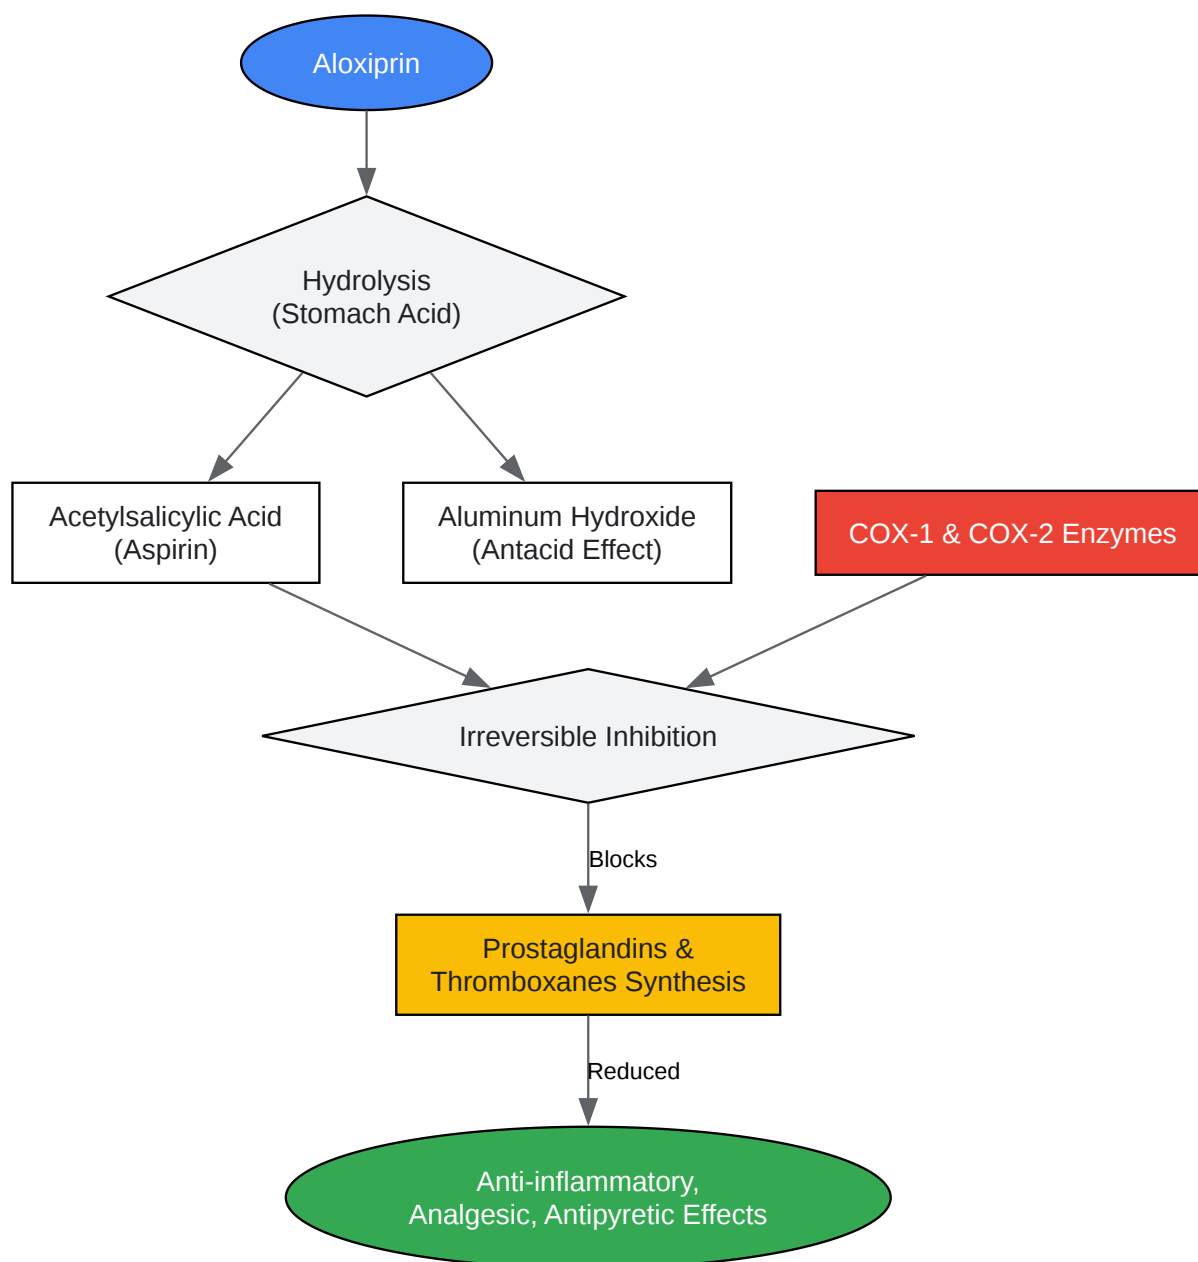 Aloxiprin
Hydrolysis
(Stomach Acid)
Acetylsalicylic Acid
(Aspirin)
Aluminum Hydroxide
(Antacid Effect)
COX-1 & COX-2 Enzymes
Irreversible Inhibition
Blocks
Prostaglandins &
Thromboxanes Synthesis
Reduced
Anti-inflammatory,
Analgesic, Antipyretic Effects